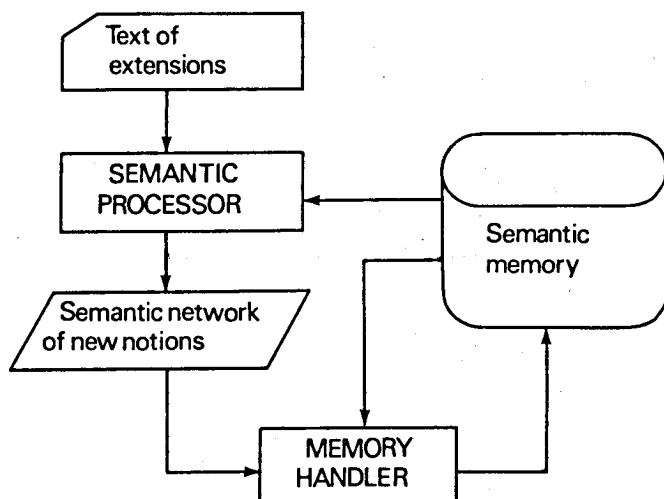 Text of
extensions
SEMANTIC
PROCESSOR
Semantic
memory
Semantic network
of new notions
MEMORY
HANDLER